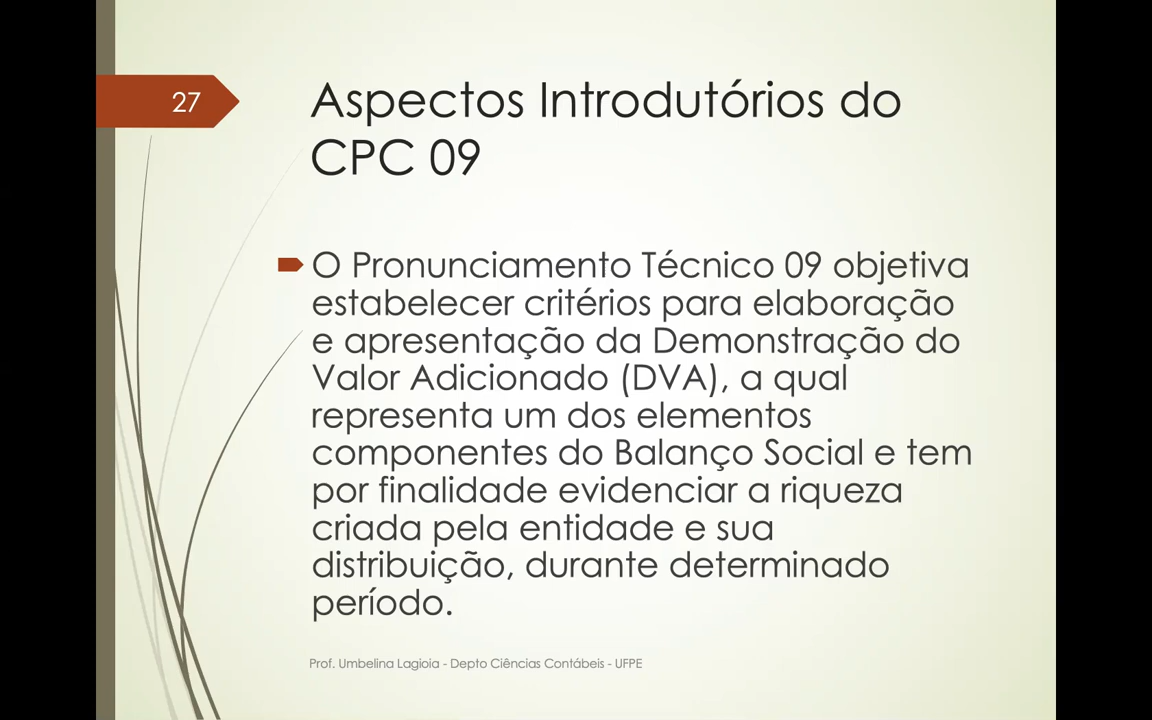 27
Aspectos Introdutórios do
CPC 09
O Pronunciamento Técnico 09 objetiva
estabelecer critérios para elaboração
e apresentação da Demonstração do
Valor Adicionado (DVA), a qual
representa um dos elementos
componentes do Balanço Social e tem
por finalidade evidenciar a riqueza
criada pela entidade e sua
distribuição, durante determinado
período.
Prof. Umbelina Lagioia - Depto Ciências Contábeis - UFPE